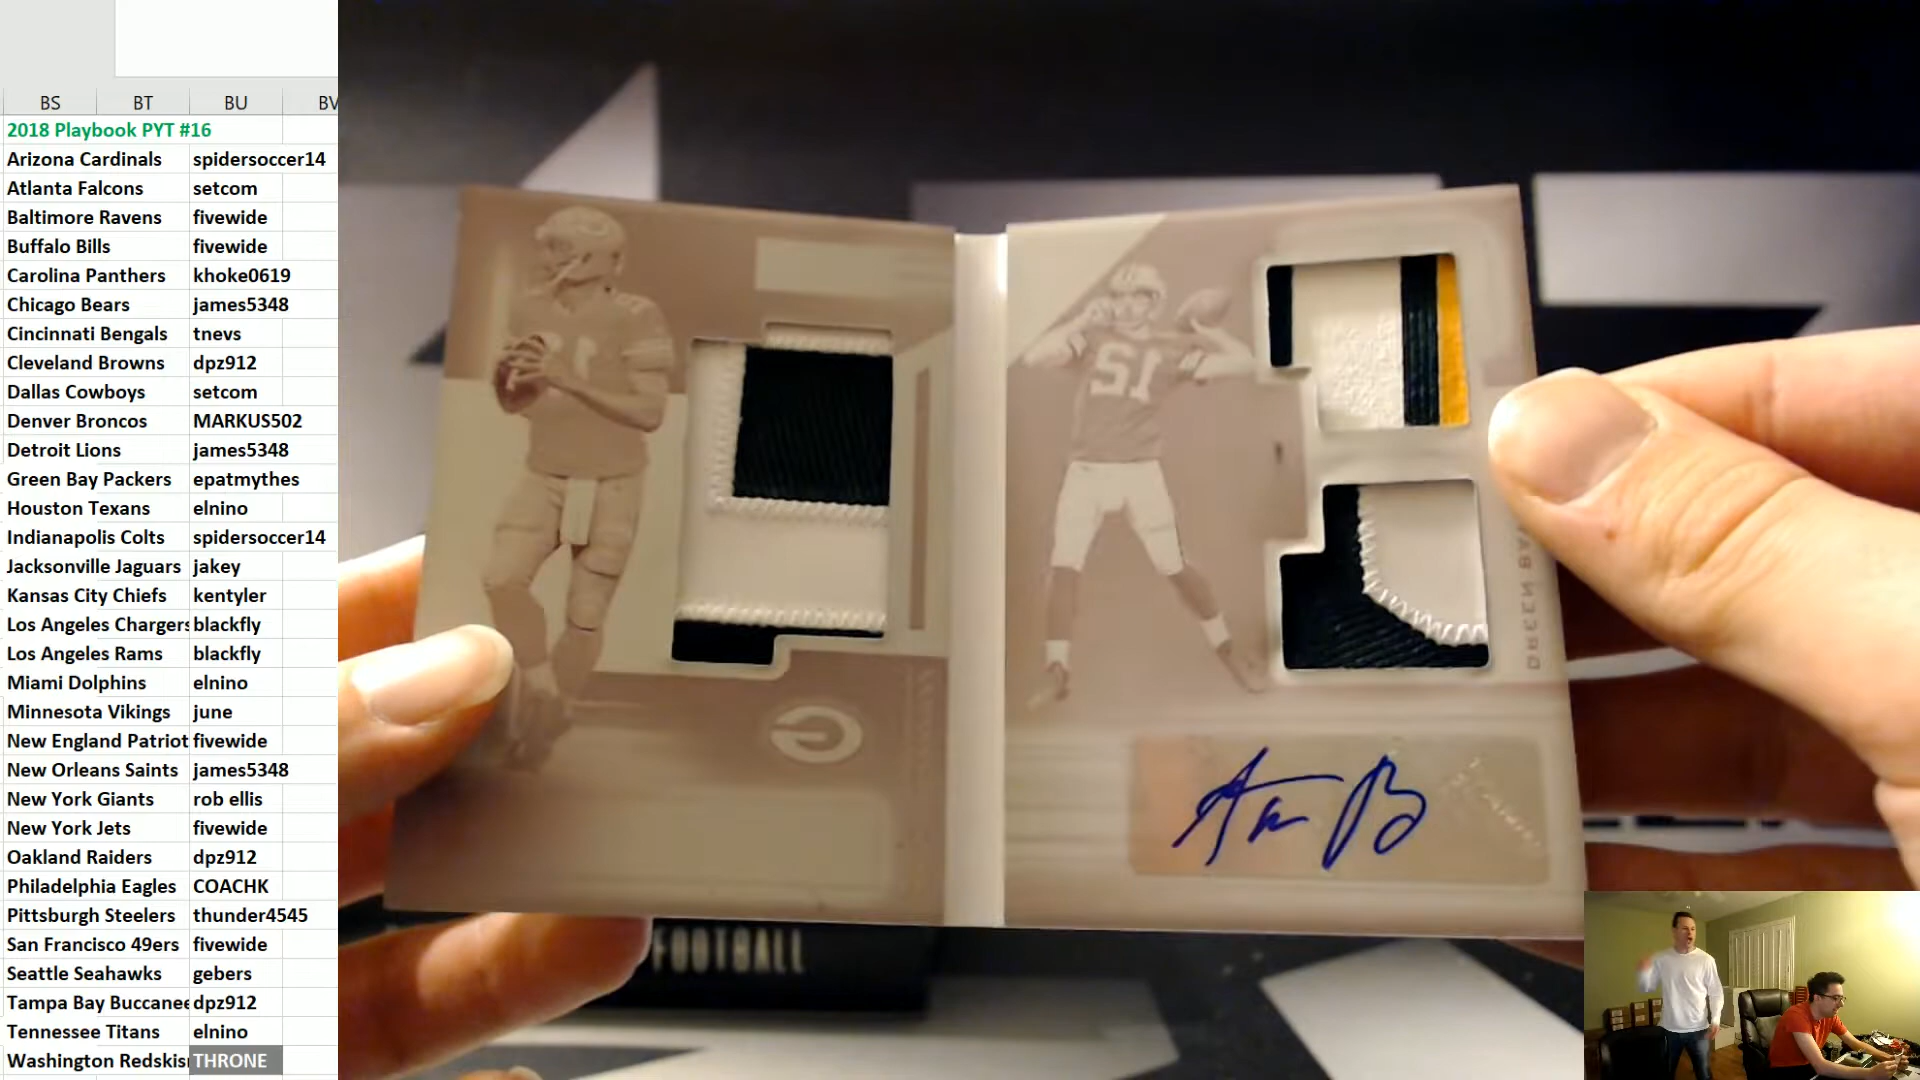 BS BT BU BV
2018 Playbook PYT #16
Arizona Cardinals spidersoccer14
Atlanta Falcons setcom
Baltimore Ravens fivewide
Buffalo Bills fivewide
Carolina Panthers khoke0619
Chicago Bears james5348
Cincinnati Bengals tnevs
Cleveland Browns dpz912
Dallas Cowboys setcom
Denver Broncos MARKUS502
Detroit Lions james5348
Green Bay Packers epatmythes
Houston Texans elnino
Indianapolis Colts spidersoccer14
Jacksonville Jaguars jakey
Kansas City Chiefs kentyler
Los Angeles Chargers blackfly
Los Angeles Rams blackfly
Miami Dolphins elnino
Minnesota Vikings june
New England Patriot fivewide
New Orleans Saints james5348
New York Giants rob ellis
New York Jets fivewide
Oakland Raiders dpz912
Philadelphia Eagles COACHK
Pittsburgh Steelers thunder4545
San Francisco 49ers fivewide
Seattle Seahawks gebers
Tampa Bay Buccanee dpz912
Tennessee Titans elnino
Washington Redskis THRONE
G
FOOTBALL